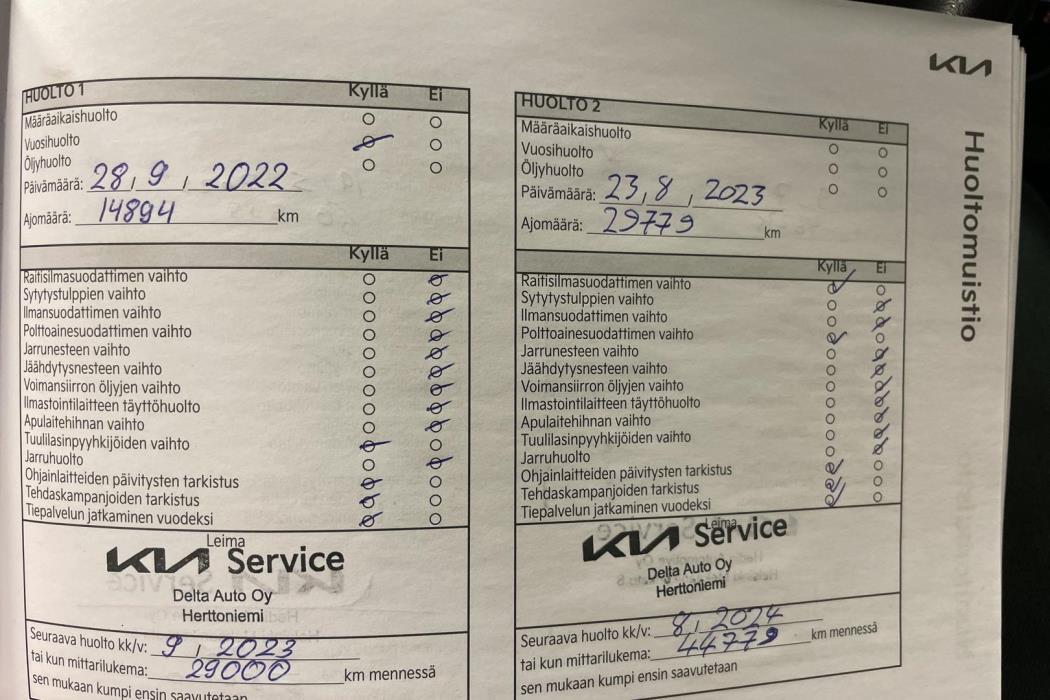 KIA
Huoltomuistio
HUOLTO 1 Kyllä Ei
Määräaikaishuolto
Vuosihuolto
Öljyhuolto
Päivämäärä: 28, 9, 2022
Ajomäärä: 14894 km
Kyllä Ei
Raitisilmasuodattimen vaihto
Sytytystulppien vaihto
Ilmansuodattimen vaihto
Polttoainesuodattimen vaihto
Jarrunesteen vaihto
Jäähdytysnesteen vaihto
Voimansiirron öljyjen vaihto
Ilmastointilaitteen täyttöhuolto
Apulaitehihnan vaihto
Tuulilasinpyyhkijöiden vaihto
Jarruhuolto
Ohjainlaitteiden päivitysten tarkistus
Tehdaskampanjoiden tarkistus
Tiepalvelun jatkaminen vuodeksi
Leima
KIA Service
Delta Auto Oy
Herttoniemi
Seuraava huolto kk/v: 9, 2023
tai kun mittarilukema: 29000 km mennessä
sen mukaan kumpi ensin saavutetaan
HUOLTO 2 Kyllä Ei
Määräaikaishuolto
Vuosihuolto
Öljyhuolto
Päivämäärä: 23, 8, 2023
Ajomäärä: 29779 km
Kyllä Ei
Raitisilmasuodattimen vaihto
Sytytystulppien vaihto
Ilmansuodattimen vaihto
Polttoainesuodattimen vaihto
Jarrunesteen vaihto
Jäähdytysnesteen vaihto
Voimansiirron öljyjen vaihto
Ilmastointilaitteen täyttöhuolto
Apulaitehihnan vaihto
Tuulilasinpyyhkijöiden vaihto
Jarruhuolto
Ohjainlaitteiden päivitysten tarkistus
Tehdaskampanjoiden tarkistus
Tiepalvelun jatkaminen vuodeksi
Leima
KIA Service
Delta Auto Oy
Herttoniemi
Seuraava huolto kk/v: 8, 2024
tai kun mittarilukema: 44779 km mennessä
sen mukaan kumpi ensin saavutetaan